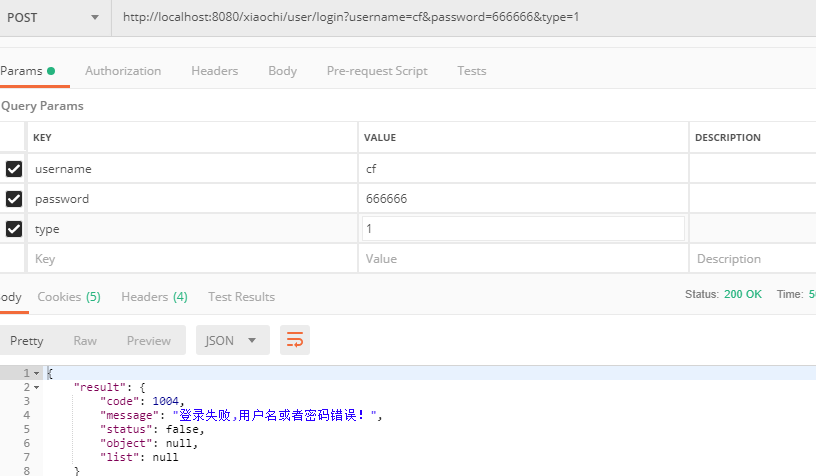 POST http://localhost:8080/xiaochi/user/login?username=cf&password=666666&type=1
Params Authorization Headers Body Pre-request Script Tests
Query Params
KEY VALUE DESCRIPTION
username cf
password 666666
type 1
Key Value Description
ody Cookies (5) Headers (4) Test Results Status: 200 OK Time: 5
Pretty Raw Preview JSON
1 {
2 "result": {
3 "code": 1004,
4 "message": "登录失败,用户名或者密码错误！",
5 "status": false,
6 "object": null,
7 "list": null
8 }